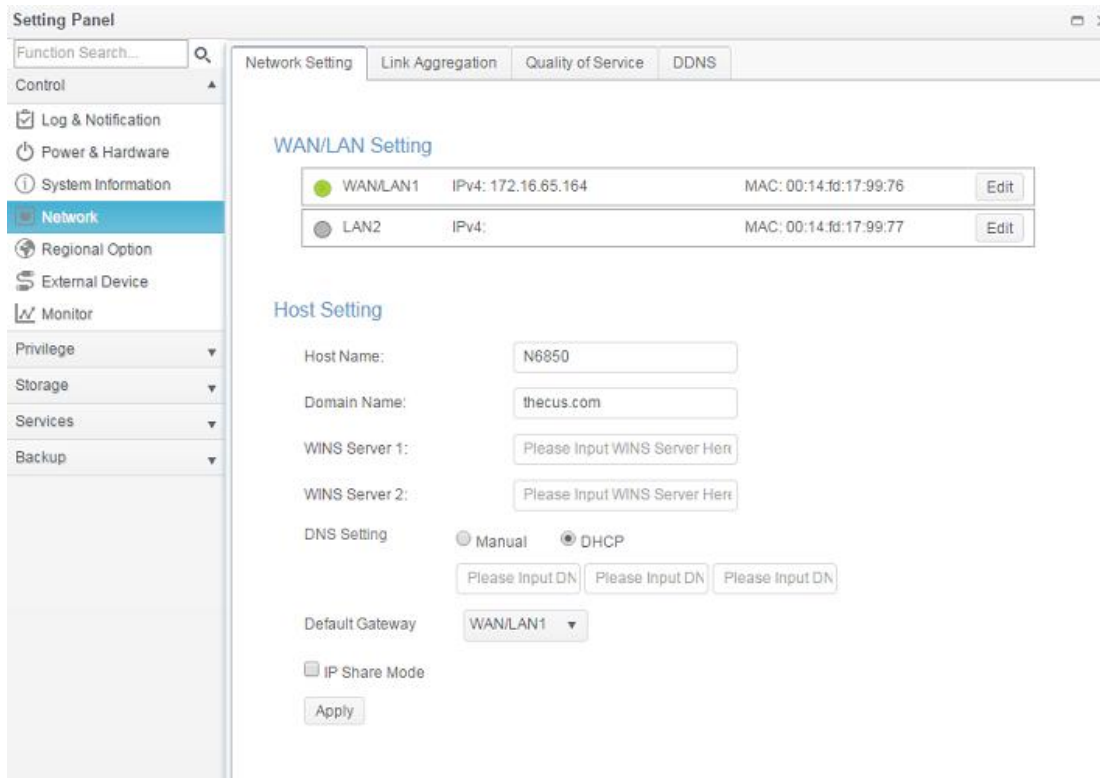 Setting Panel
Function Search...
Control
Log & Notification
Power & Hardware
System Information
Network
Regional Option
External Device
Monitor
Privilege
Storage
Services
Backup
Network Setting Link Aggregation Quality of Service DDNS
WAN/LAN Setting
WAN/LAN1 IPv4: 172.16.65.164 MAC: 00:14:fd:17:99:76 Edit
LAN2 IPv4: MAC: 00:14:fd:17:99:77 Edit
Host Setting
Host Name: N6850
Domain Name: thecus.com
WINS Server 1: Please Input WINS Server Here
WINS Server 2: Please Input WINS Server Here
DNS Setting Manual DHCP
Please Input DN Please Input DN Please Input DN
Default Gateway WAN/LAN1
IP Share Mode
Apply